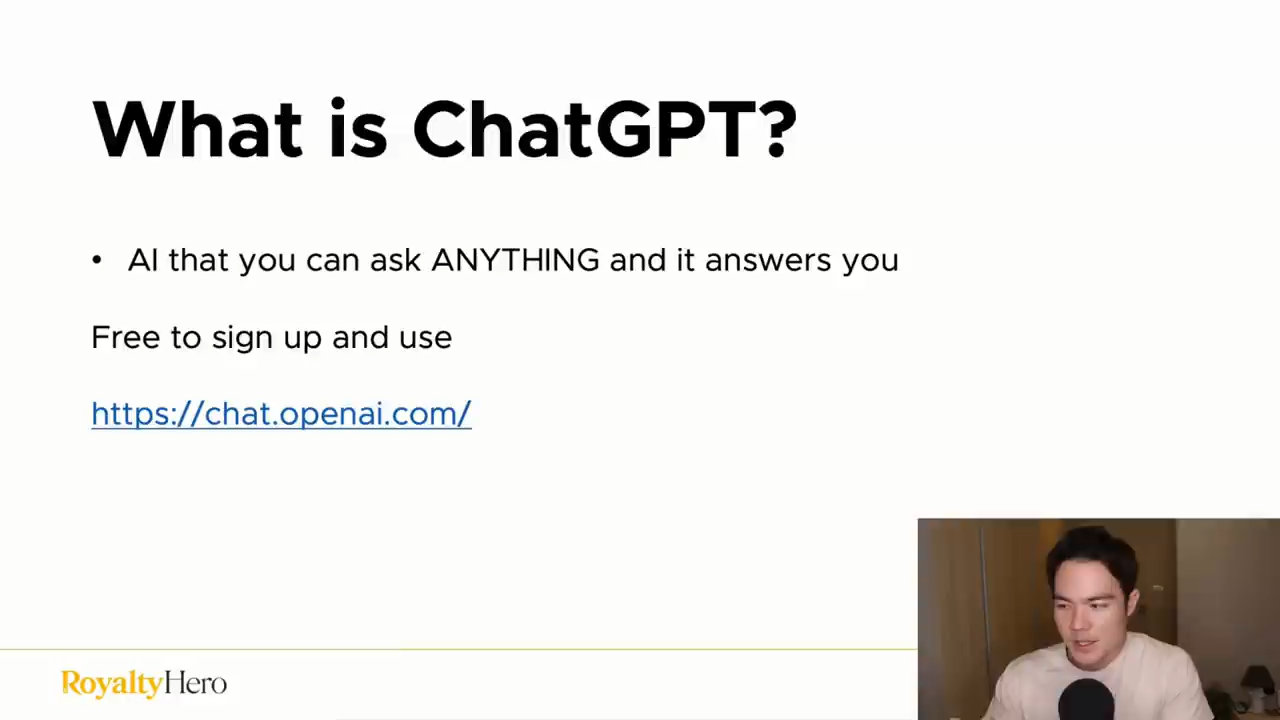 What is ChatGPT?
• AI that you can ask ANYTHING and it answers you
Free to sign up and use
https://chat.openai.com/
RoyaltyHero